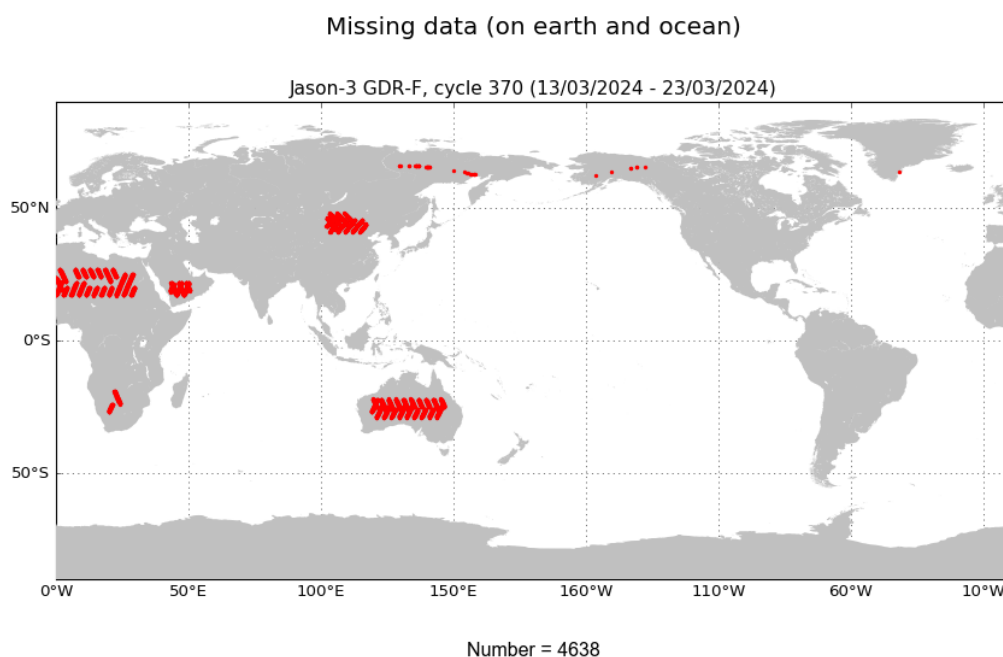 Missing data (on earth and ocean)
Jason-3 GDR-F, cycle 370 (13/03/2024 - 23/03/2024)
50°N
0°S
50°S
0°W
50°E
100°E
150°E
160°W
110°W
60°W
10°W
Number = 4638